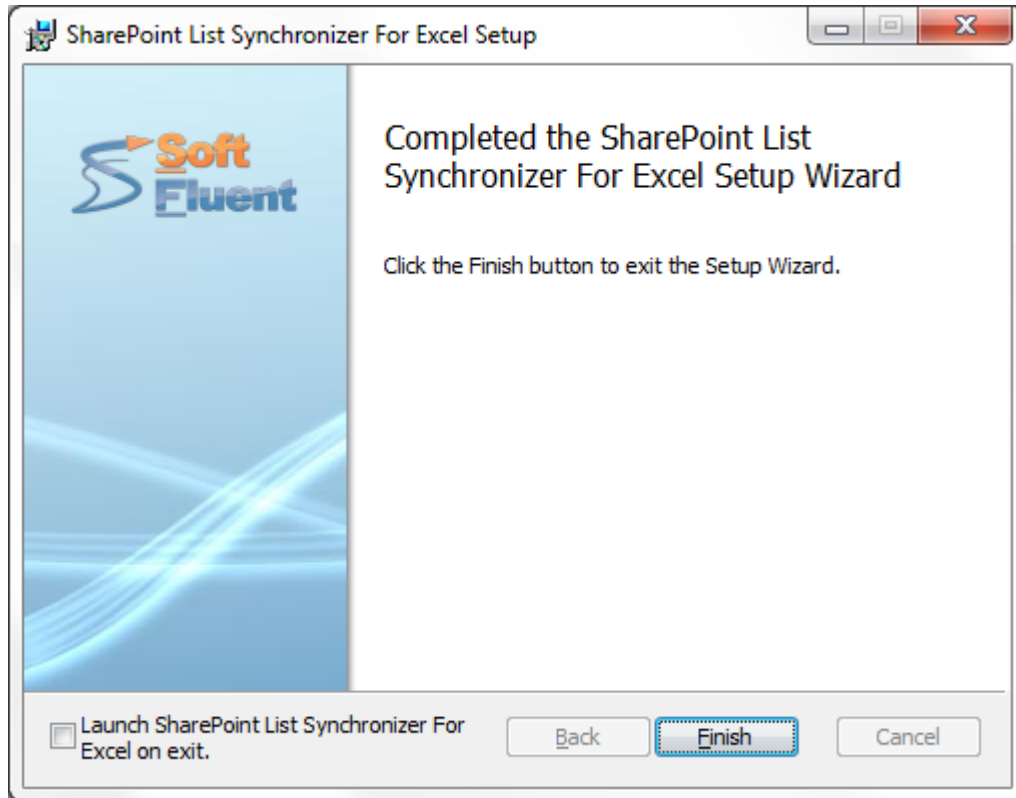 SharePoint List Synchronizer For Excel Setup
Soft
Fluent
Completed the SharePoint List
Synchronizer For Excel Setup Wizard
Click the Finish button to exit the Setup Wizard.
Launch SharePoint List Synchronizer For
Excel on exit.
Back
Finish
Cancel